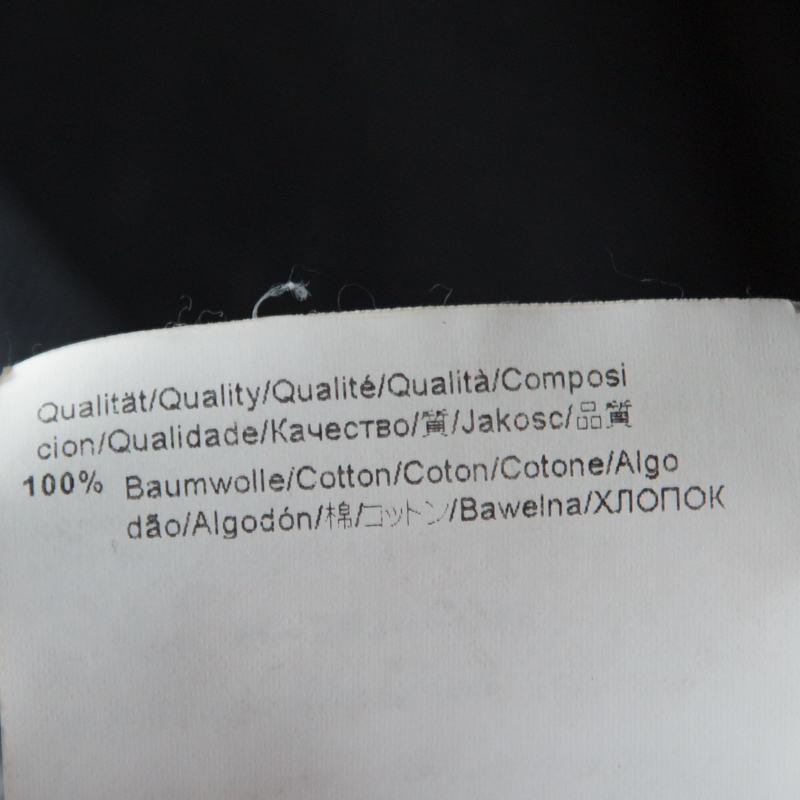 Qualität/Quality/Qualité/Qualità/Composi
cion/Qualidade/Качество/質/Jakosc/品質
100% Baumwolle/Cotton/Coton/Cotone/Algo
dão/Algodón/棉/コットン/Bawelna/ХЛОПОК